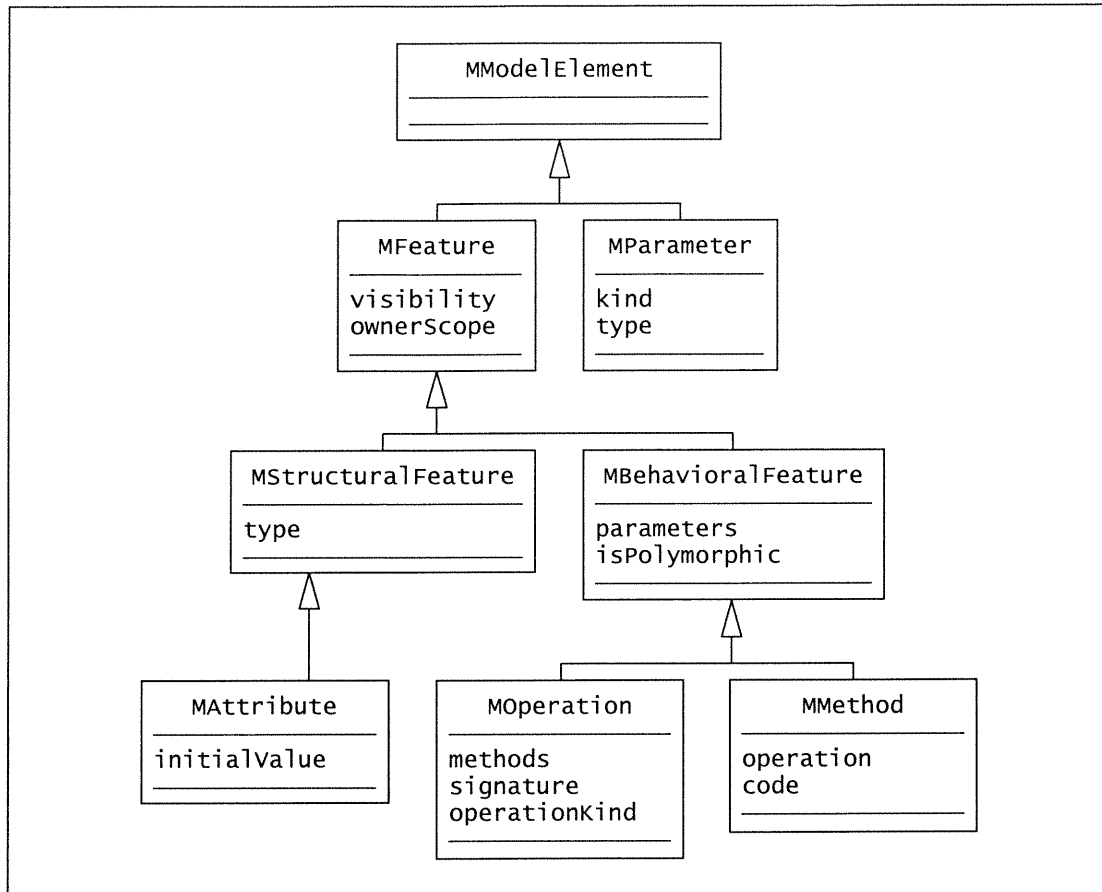 MModelElement
MFeature
visibility
ownerScope
MParameter
kind
type
MStructuralFeature
type
MBehavioralFeature
parameters
isPolymorphic
MAttribute
initialValue
MOperation
methods
signature
operationKind
MMethod
operation
code